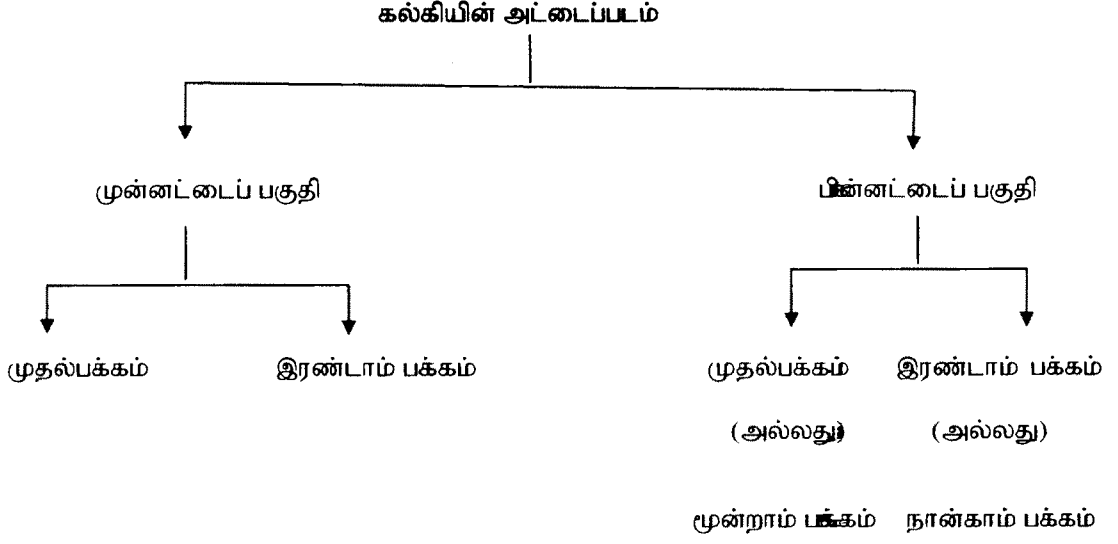 கல்கியின் அட்டைப்படம்
முன்னட்டைப் பகுதி பின்னட்டைப் பகுதி
முதல்பக்கம் இரண்டாம் பக்கம் முதல்பக்கம் இரண்டாம் பக்கம்
(அல்லது) (அல்லது)
மூன்றாம் பக்கம் நான்காம் பக்கம்